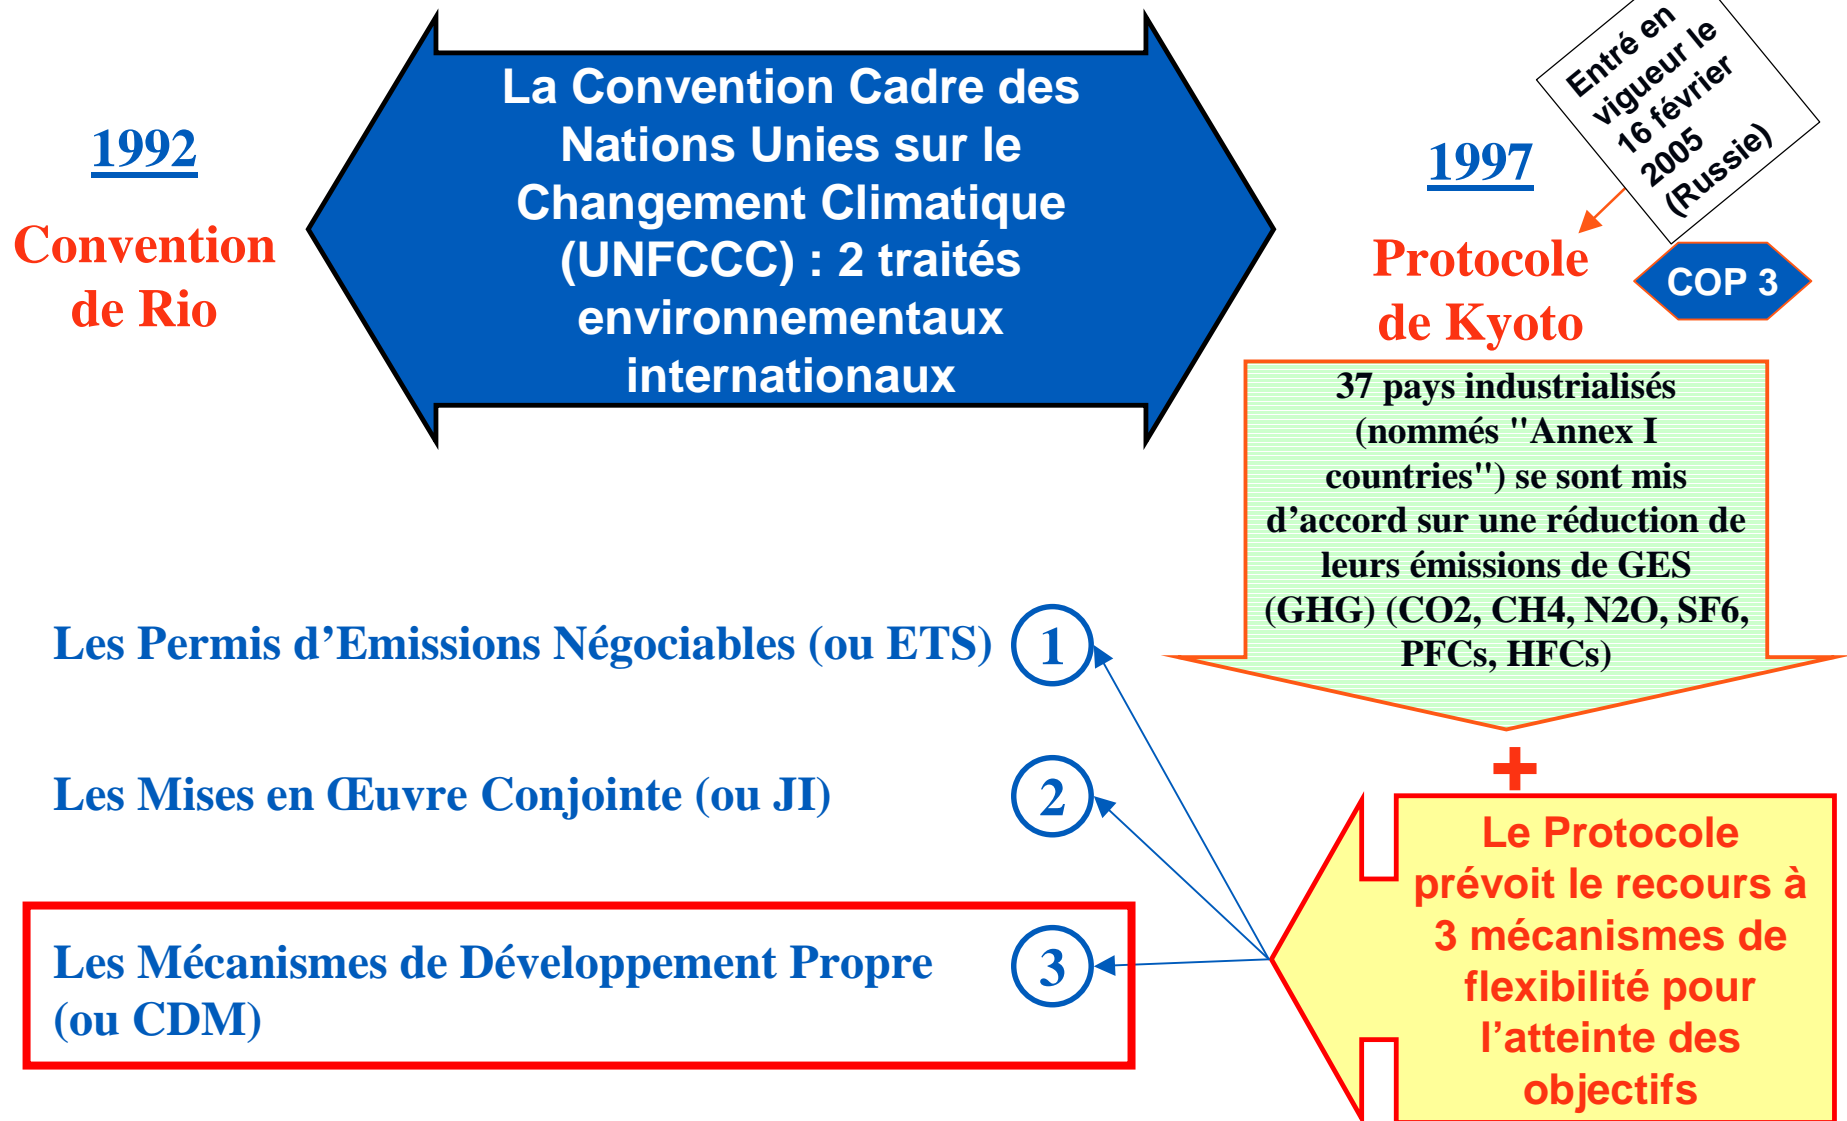 1992
Convention
de Rio
La Convention Cadre des
Nations Unies sur le
Changement Climatique
(UNFCCC) : 2 traités
environnementaux
internationaux
1997
Protocole
de Kyoto
Entré en
vigueur le
16 février
2005
(Russie)
COP 3
37 pays industrialisés
(nommés "Annex I
countries") se sont mis
d’accord sur une réduction de
leurs émissions de GES
(GHG) (CO2, CH4, N2O, SF6,
PFCs, HFCs)
+
Le Protocole
prévoit le recours à
3 mécanismes de
flexibilité pour
l’atteinte des
objectifs
Les Permis d’Emissions Négociables (ou ETS) 1
Les Mises en Œuvre Conjointe (ou JI) 2
Les Mécanismes de Développement Propre 3
(ou CDM)